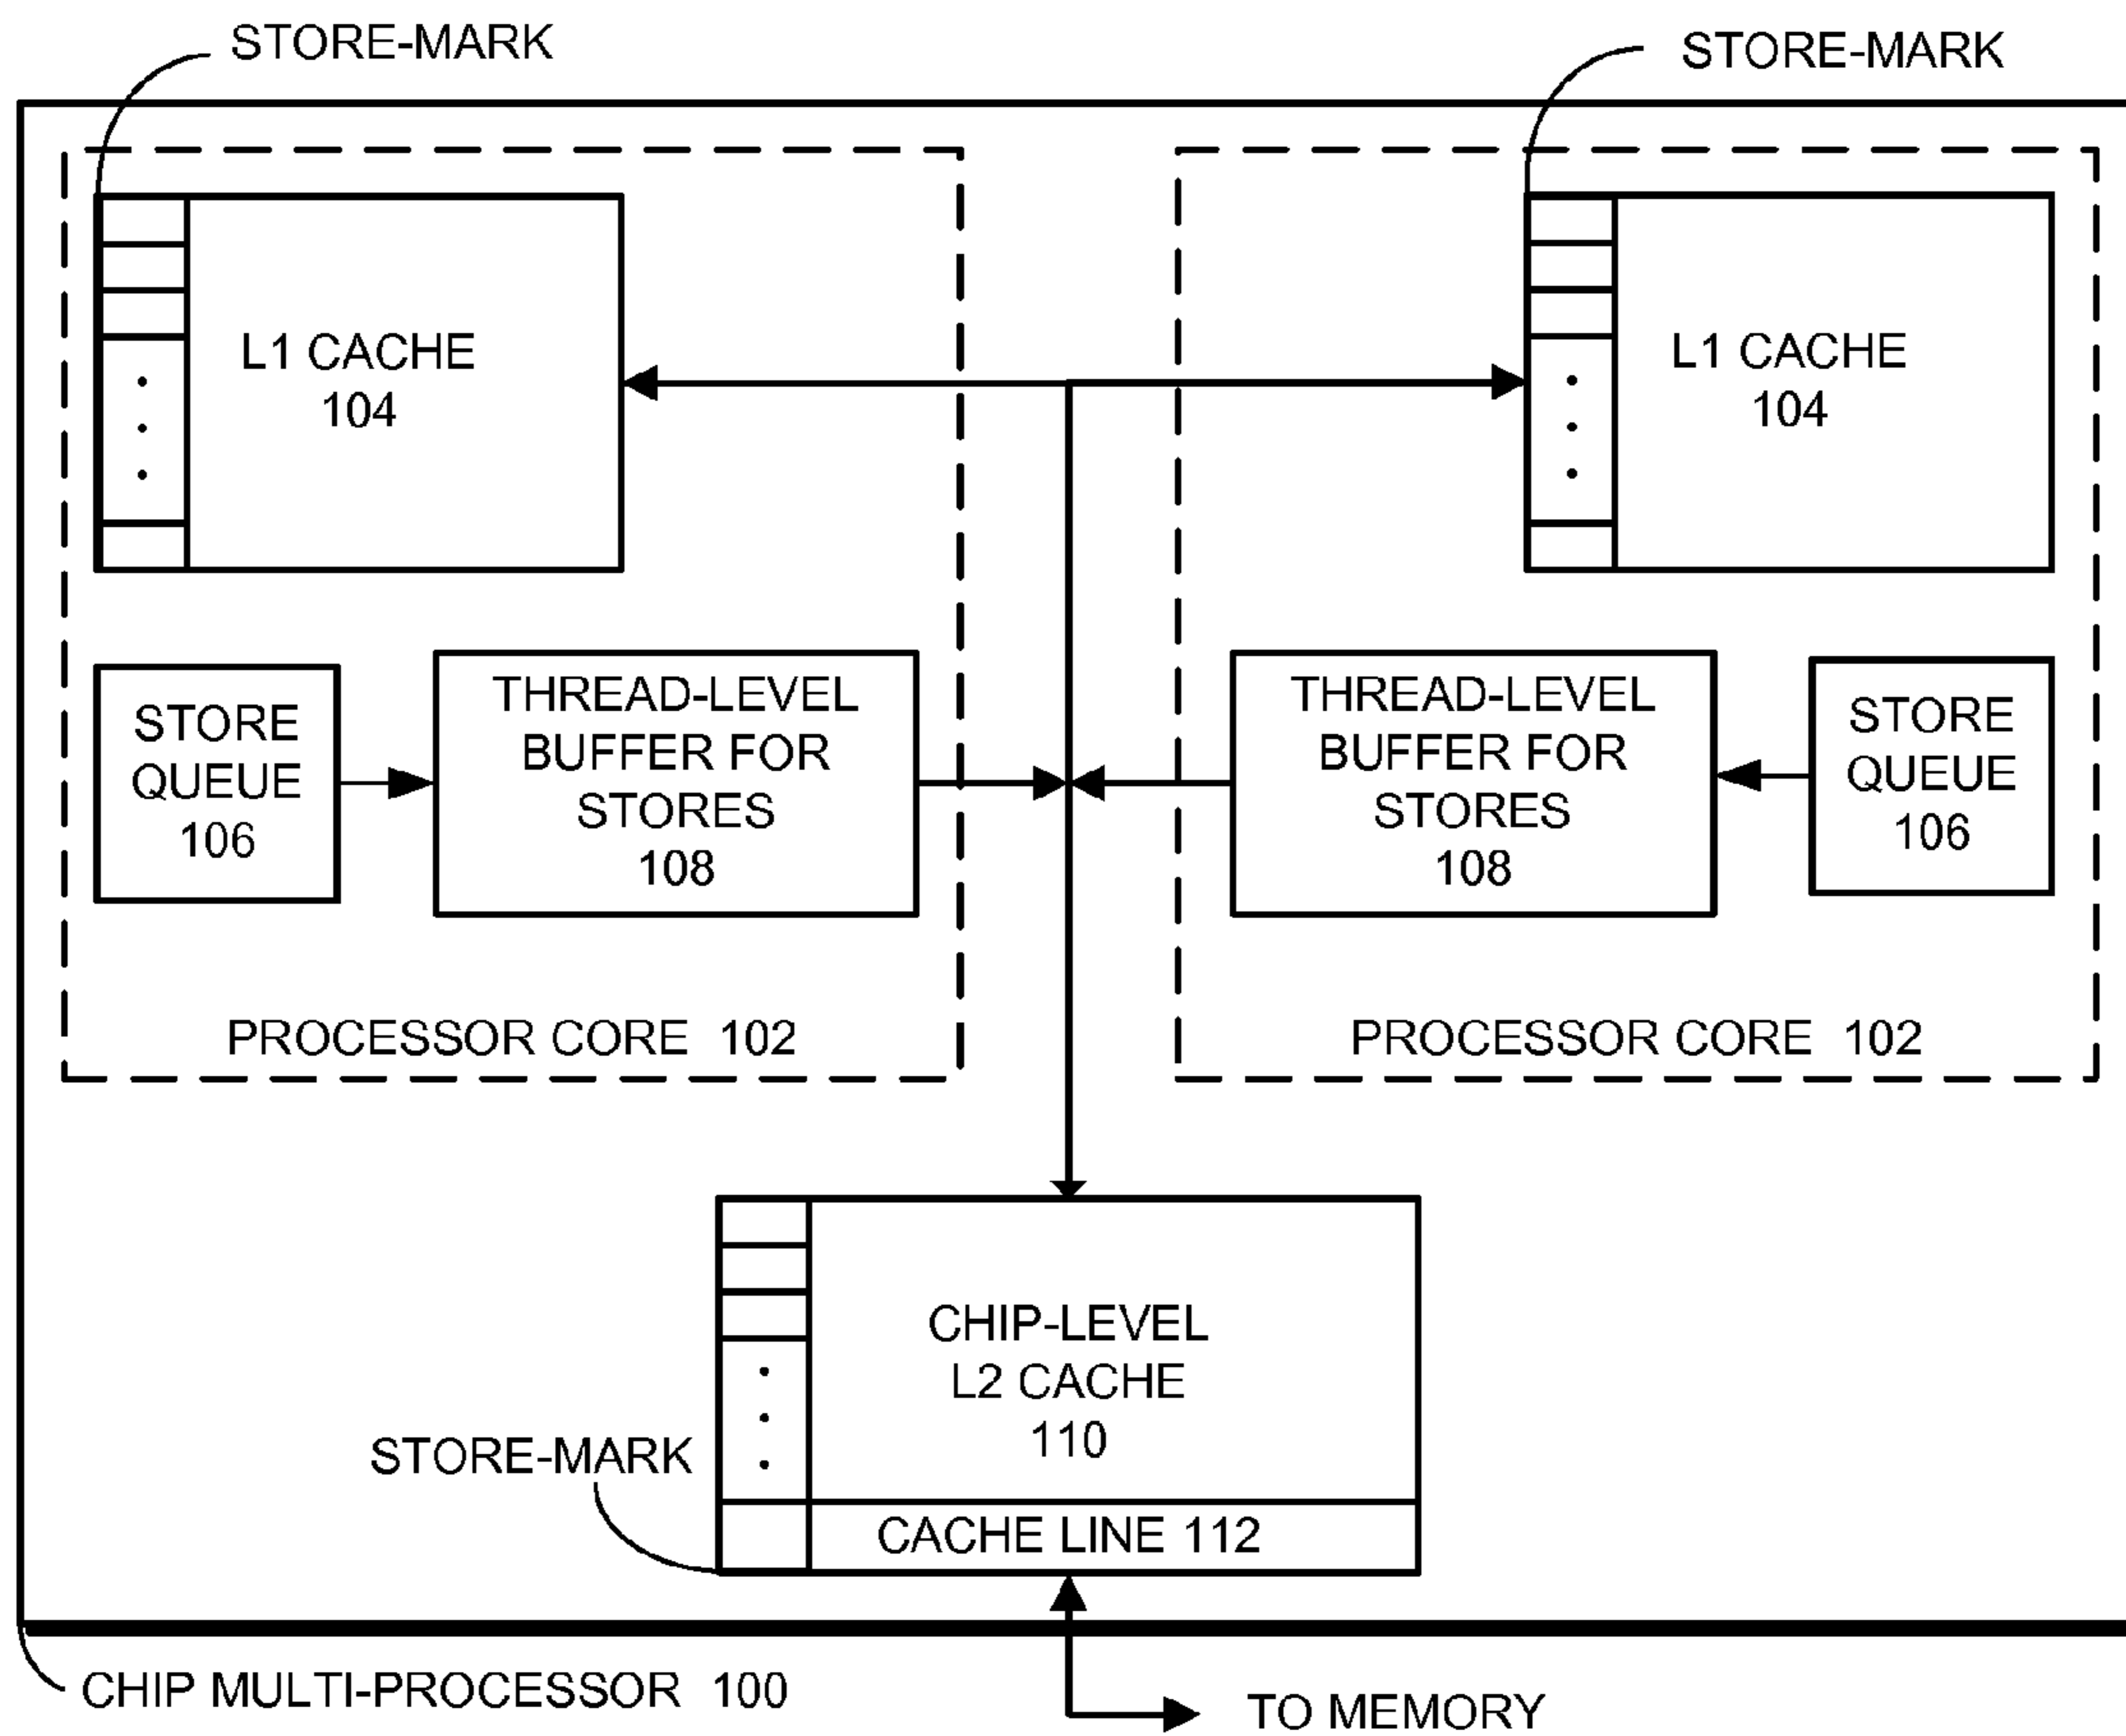 STORE-MARK
STORE-MARK
L1 CACHE
104
L1 CACHE
104
STORE
QUEUE
106
THREAD-LEVEL
BUFFER FOR
STORES
108
THREAD-LEVEL
BUFFER FOR
STORES
108
STORE
QUEUE
106
PROCESSOR CORE 102
PROCESSOR CORE 102
CHIP-LEVEL
L2 CACHE
110
STORE-MARK
CACHE LINE 112
CHIP MULTI-PROCESSOR 100
TO MEMORY